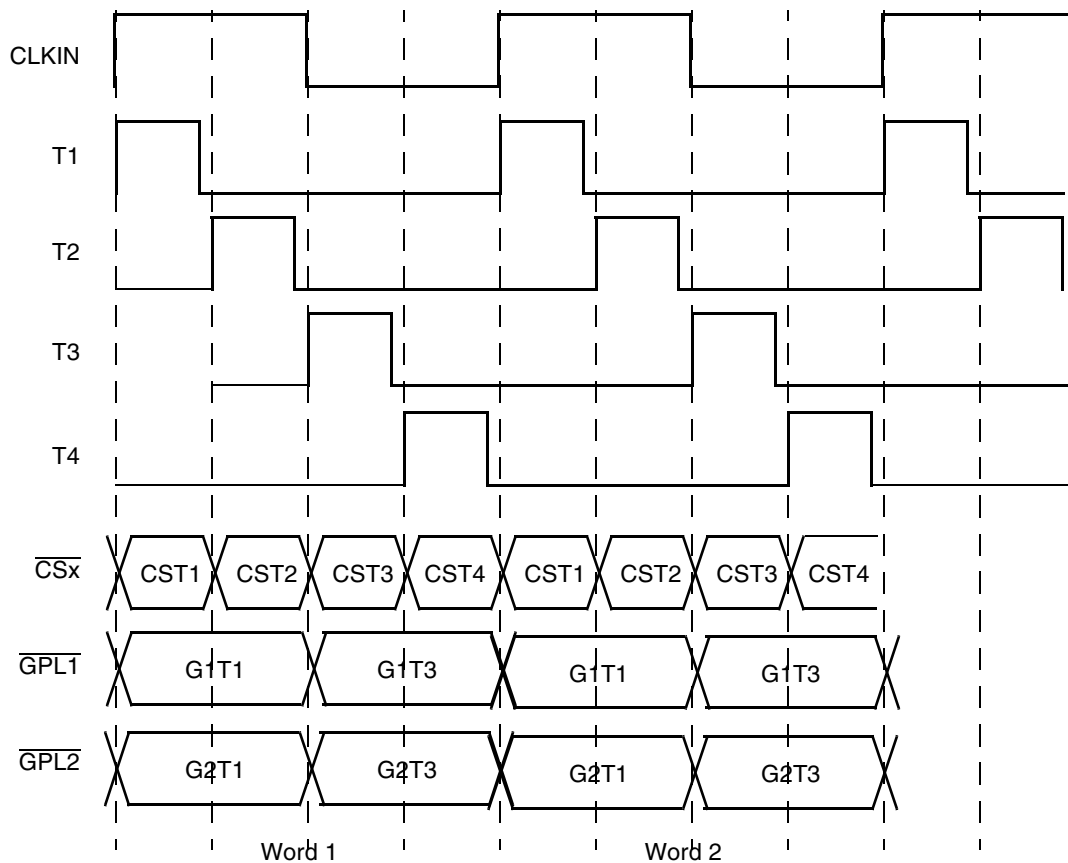 CLKIN
T1
T2
T3
T4
CSx CST1 CST2 CST3 CST4 CST1 CST2 CST3 CST4
GPL1 G1T1 G1T3 G1T1 G1T3
GPL2 G2T1 G2T3 G2T1 G2T3
Word 1 Word 2